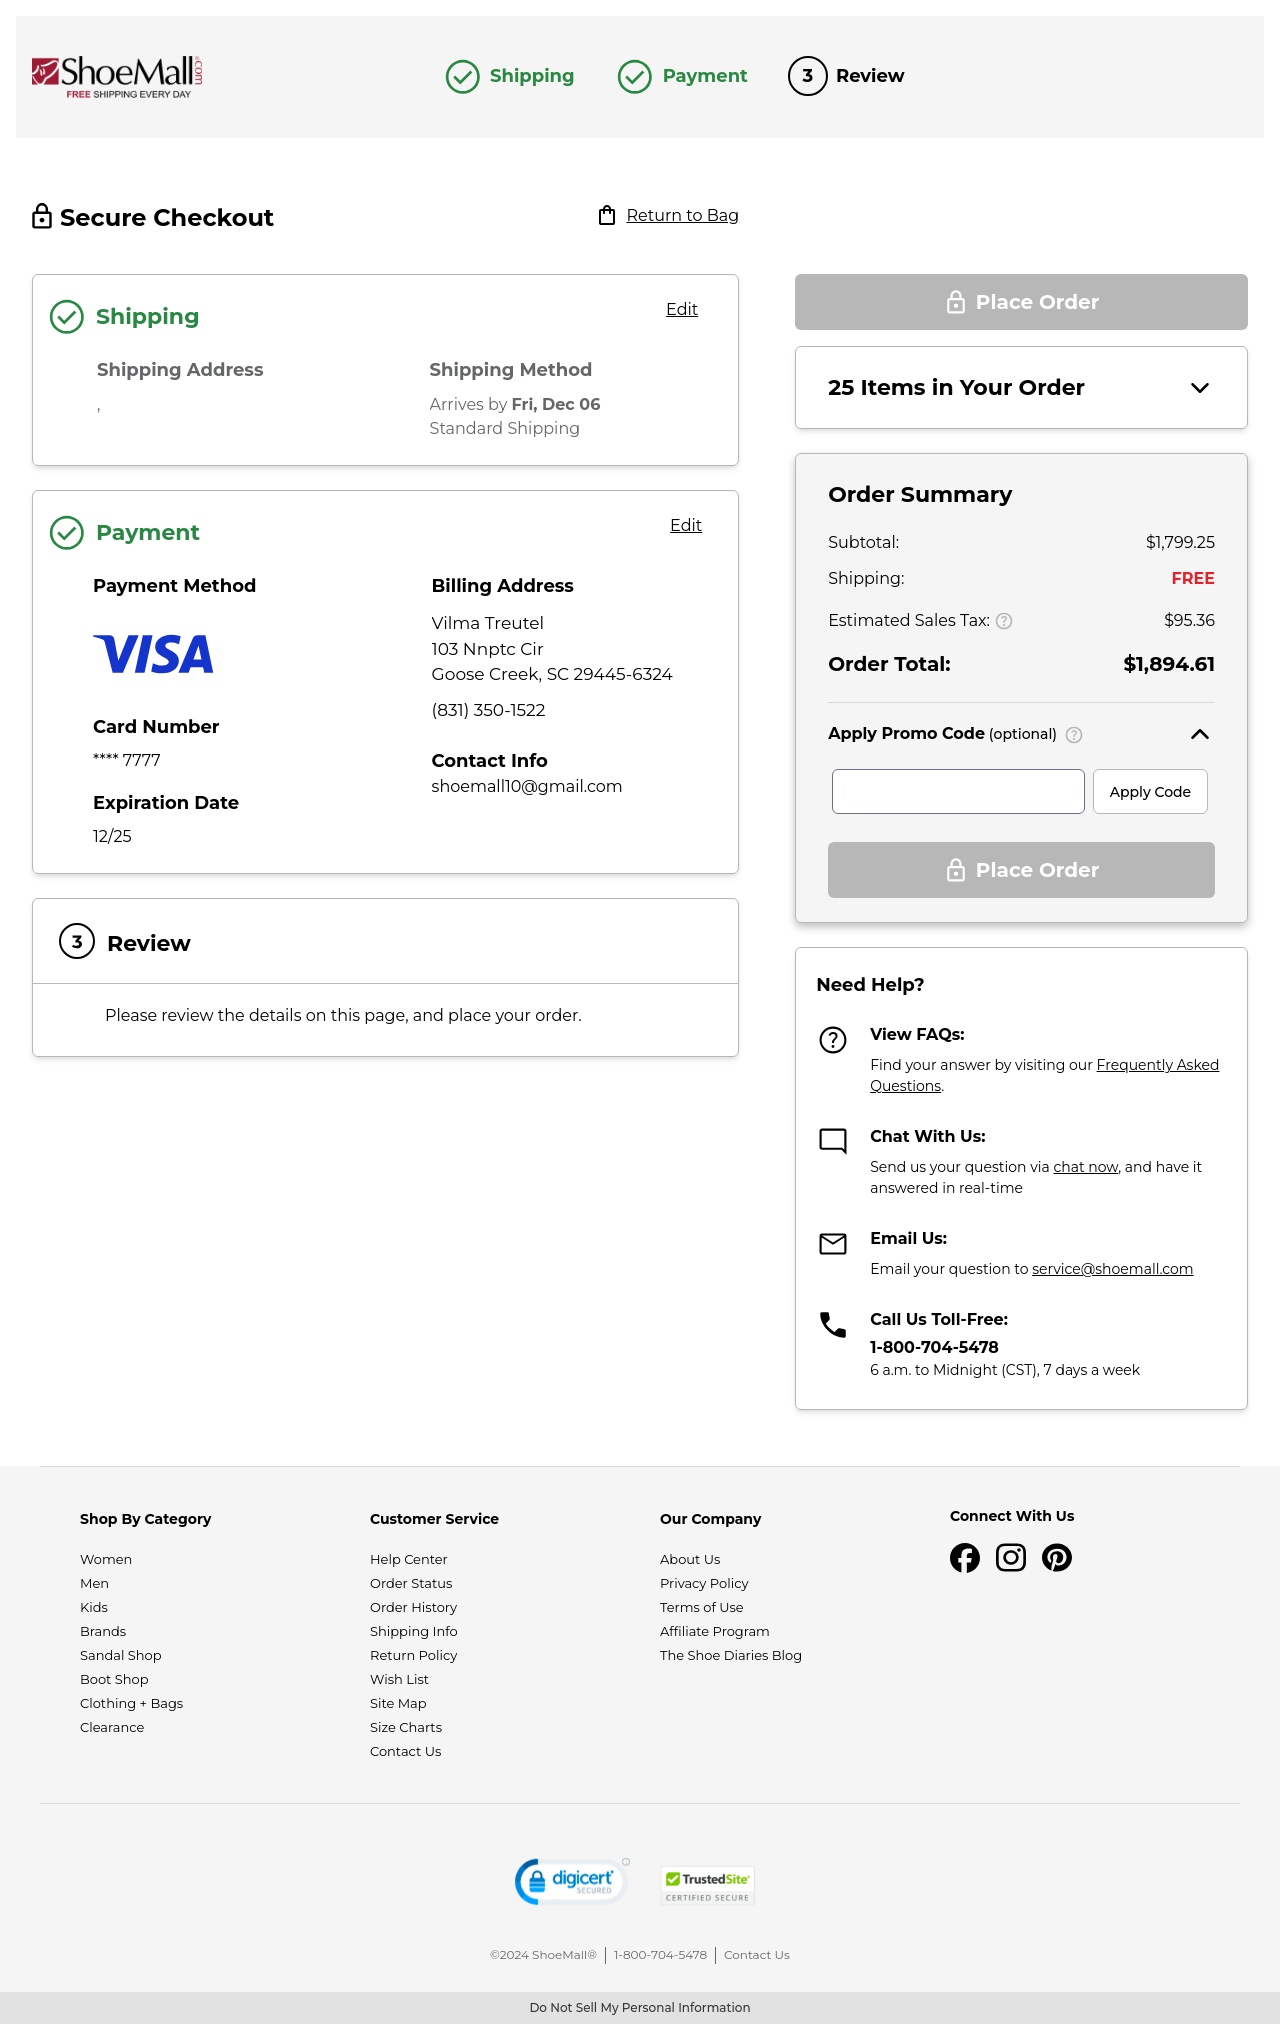 ShoeMall.com
FREE SHIPPING EVERY DAY
Shipping
Payment
3 Review
Secure Checkout
Return to Bag
Shipping
Edit
Shipping Address
,
Shipping Method
Arrives by Fri, Dec 06
Standard Shipping
Payment
Edit
Payment Method
VISA
Card Number
**** 7777
Expiration Date
12/25
Billing Address
Vilma Treutel
103 Nnptc Cir
Goose Creek, SC 29445-6324
(831) 350-1522
Contact Info
shoemall10@gmail.com
3 Review
Please review the details on this page, and place your order.
Place Order
25 Items in Your Order
Order Summary
Subtotal: $1,799.25
Shipping: FREE
Estimated Sales Tax: ? $95.36
Order Total: $1,894.61
Apply Promo Code (optional) ?
Apply Code
Place Order
Need Help?
View FAQs:
Find your answer by visiting our Frequently Asked
Questions.
Chat With Us:
Send us your question via chat now, and have it
answered in real-time
Email Us:
Email your question to service@shoemall.com
Call Us Toll-Free:
1-800-704-5478
6 a.m. to Midnight (CST), 7 days a week
Shop By Category
Women
Men
Kids
Brands
Sandal Shop
Boot Shop
Clothing + Bags
Clearance
Customer Service
Help Center
Order Status
Order History
Shipping Info
Return Policy
Wish List
Site Map
Size Charts
Contact Us
Our Company
About Us
Privacy Policy
Terms of Use
Affiliate Program
The Shoe Diaries Blog
Connect With Us
digicert
SECURED
TrustedSite
CERTIFIED SECURE
©2024 ShoeMall® | 1-800-704-5478 | Contact Us
Do Not Sell My Personal Information